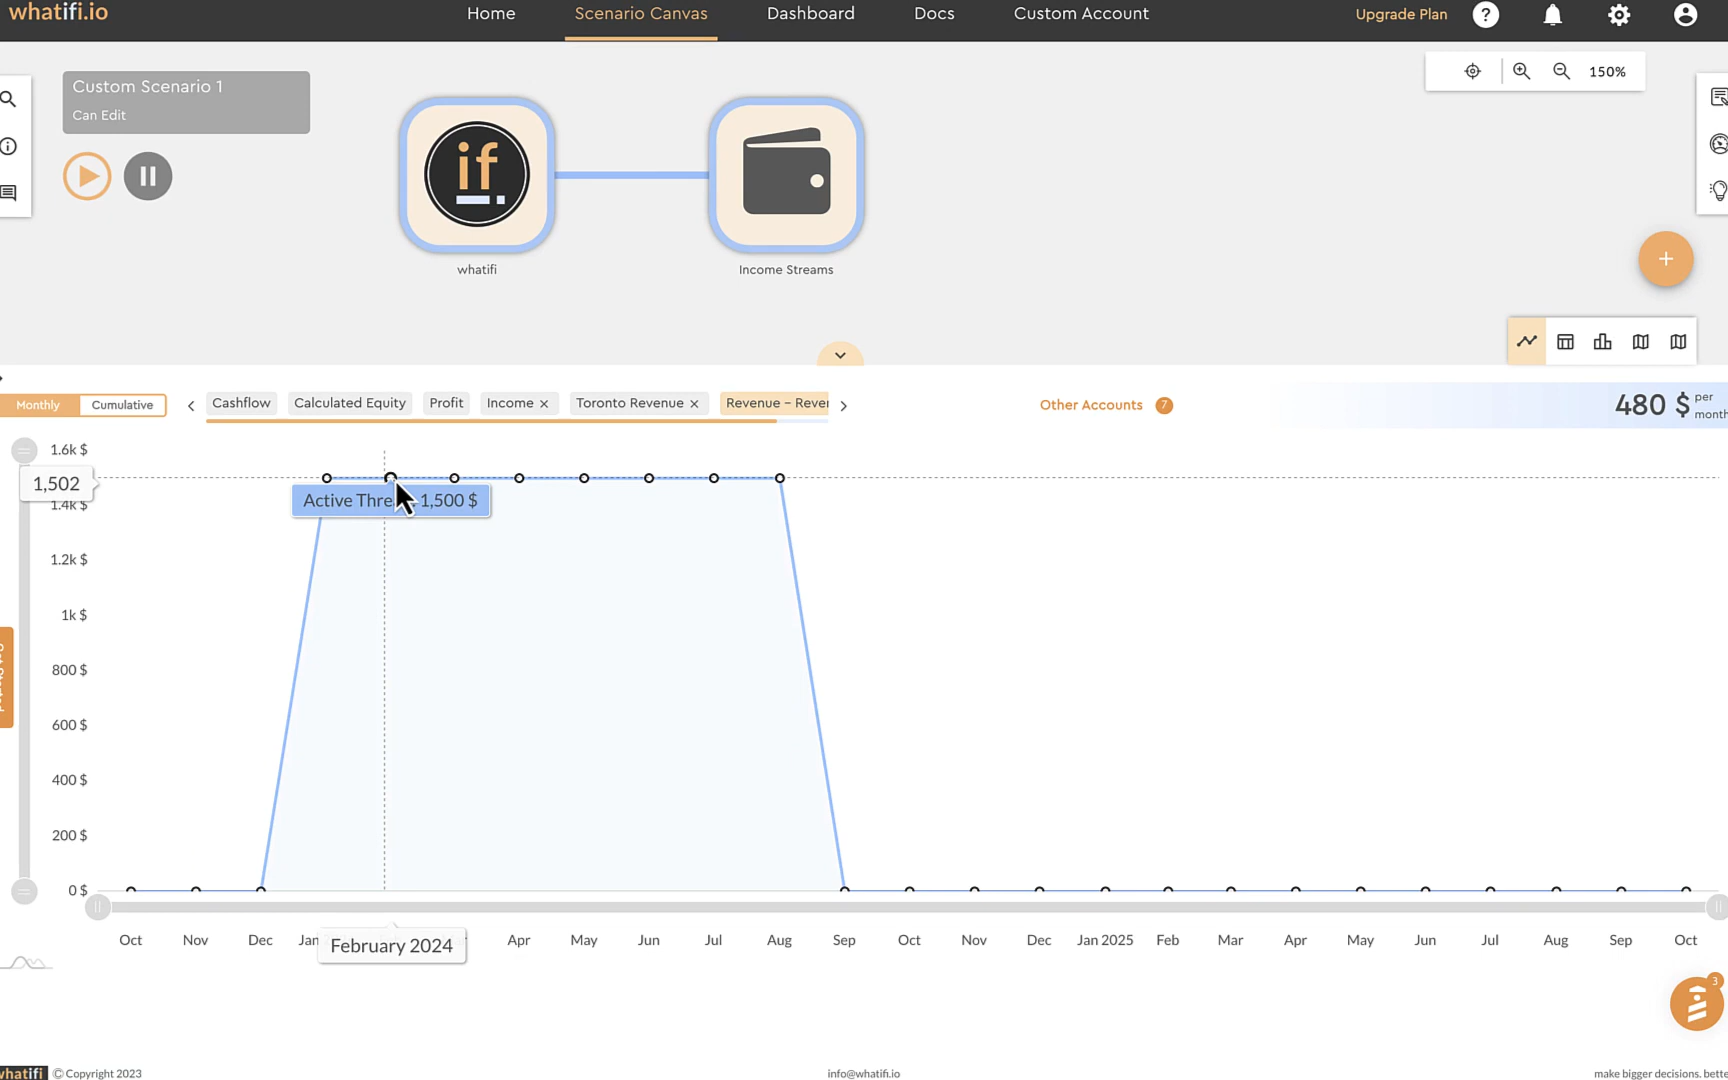 whatifi.io
Home
Scenario Canvas
Dashboard
Docs
Custom Account
Upgrade Plan
?
Custom Scenario 1
Can Edit
150%
if
whatifi
Income Streams
+
Monthly
Cumulative
Cashflow
Calculated Equity
Profit
Income ×
Toronto Revenue ×
Revenue – Rever
Other Accounts 7
480 $ per
month
1.6k $
1,502
1.4k $
Active Thre 1,500 $
1.2k $
1k $
800 $
600 $
400 $
200 $
0 $
Oct
Nov
Dec
Jan
February 2024
Apr
May
Jun
Jul
Aug
Sep
Oct
Nov
Dec
Jan 2025
Feb
Mar
Apr
May
Jun
Jul
Aug
Sep
Oct
3
whatifi © Copyright 2023
info@whatifi.io
make bigger decisions. bette